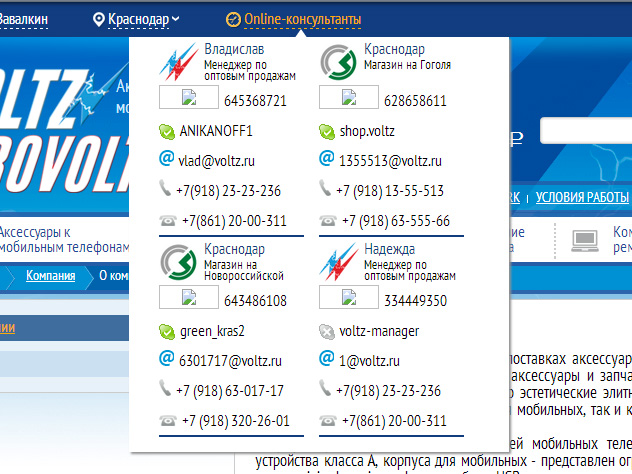 Завалкин
Краснодар
Online-консультанты
VOLTZ
ROVOLT
Ак
мо
Владислав
Менеджер по
оптовым продажам
645368721
ANIKANOFF1
vlad@voltz.ru
+7(918) 23-23-236
+7(861) 20-00-311
Краснодар
Магазин на Гоголя
628658611
shop.voltz
1355513@voltz.ru
+7 (918) 13-55-513
+7 (918) 63-555-66
Краснодар
Магазин на
Новороссийской
643486108
green_kras2
6301717@voltz.ru
+7 (918) 63-017-17
+7 (918) 320-26-01
Надежда
Менеджер по
оптовым продажам
334449350
voltz-manager
1@voltz.ru
+7(918) 23-23-236
+7(861) 20-00-311
Р
RK
УСЛОВИЯ РАБОТЫ
Аксессуары к
мобильным телефонам
ие
а
Ком
рем
Компания
О ком
нии
поставках аксессуар
аксессуары и запча
о эстетические элитн
и мобильных, так и к
ей мобильных теле
устройства класса А, корпуса для мобильных - представлен ог